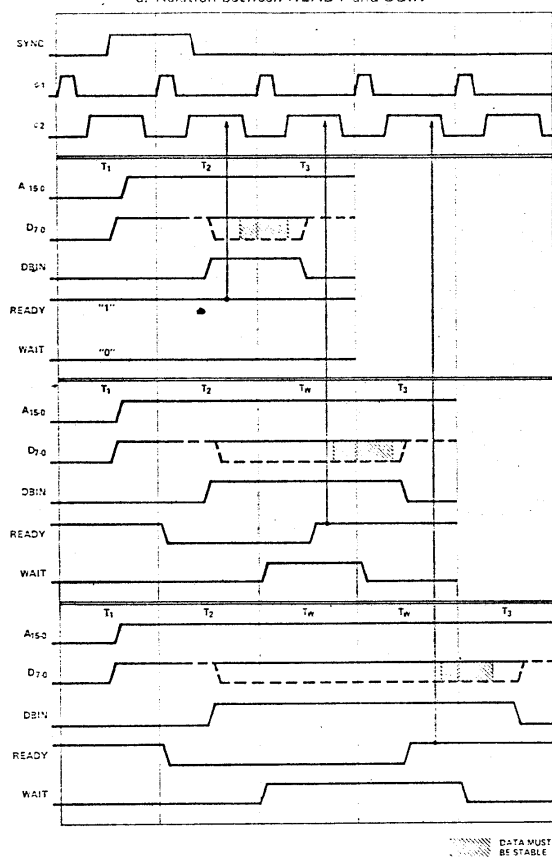 SYNC
φ1
φ2
T1 T2 T3
A15-0
D7-0
DBIN
READY "1"
WAIT "0"
T1 T2 TW T3
A15-0
D7-0
DBIN
READY
WAIT
T1 T2 TW TW T3
A15-0
D7-0
DBIN
READY
WAIT
DATA MUST
BE STABLE